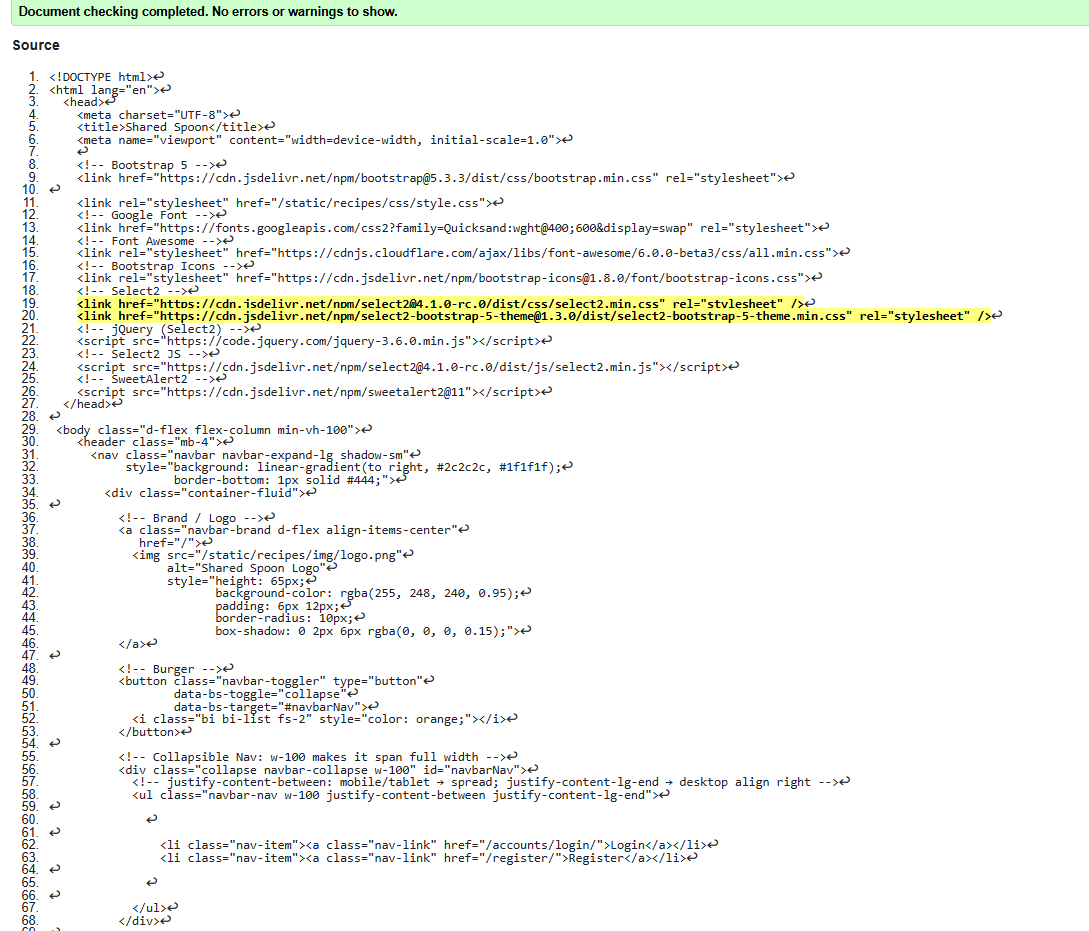 Document checking completed. No errors or warnings to show.
Source
1. <!DOCTYPE html>↩
2. <html lang="en">↩
3.   <head>↩
4.     <meta charset="UTF-8">↩
5.     <title>Shared Spoon</title>↩
6.     <meta name="viewport" content="width=device-width, initial-scale=1.0">↩
7.     ↩
8.     <!-- Bootstrap 5 -->↩
9.     <link href="https://cdn.jsdelivr.net/npm/bootstrap@5.3.3/dist/css/bootstrap.min.css" rel="stylesheet">↩
10. ↩
11.     <link rel="stylesheet" href="/static/recipes/css/style.css">↩
12.     <!-- Google Font -->↩
13.     <link href="https://fonts.googleapis.com/css2?family=Quicksand:wght@400;600&display=swap" rel="stylesheet">↩
14.     <!-- Font Awesome -->↩
15.     <link rel="stylesheet" href="https://cdnjs.cloudflare.com/ajax/libs/font-awesome/6.0.0-beta3/css/all.min.css">↩
16.     <!-- Bootstrap Icons -->↩
17.     <link rel="stylesheet" href="https://cdn.jsdelivr.net/npm/bootstrap-icons@1.8.0/font/bootstrap-icons.css">↩
18.     <!-- Select2 -->↩
19.     <link href="https://cdn.jsdelivr.net/npm/select2@4.1.0-rc.0/dist/css/select2.min.css" rel="stylesheet" />↩
20.     <link href="https://cdn.jsdelivr.net/npm/select2-bootstrap-5-theme@1.3.0/dist/select2-bootstrap-5-theme.min.css" rel="stylesheet" />↩
21.     <!-- jQuery (Select2) -->↩
22.     <script src="https://code.jquery.com/jquery-3.6.0.min.js"></script>↩
23.     <!-- Select2 JS -->↩
24.     <script src="https://cdn.jsdelivr.net/npm/select2@4.1.0-rc.0/dist/js/select2.min.js"></script>↩
25.     <!-- SweetAlert2 -->↩
26.     <script src="https://cdn.jsdelivr.net/npm/sweetalert2@11"></script>↩
27.   </head>↩
28. ↩
29.  <body class="d-flex flex-column min-vh-100">↩
30.     <header class="mb-4">↩
31.       <nav class="navbar navbar-expand-lg shadow-sm"↩
32.            style="background: linear-gradient(to right, #2c2c2c, #1f1f1f);↩
33.                   border-bottom: 1px solid #444;">↩
34.         <div class="container-fluid">↩
35. ↩
36.           <!-- Brand / Logo -->↩
37.           <a class="navbar-brand d-flex align-items-center"↩
38.              href="/">↩
39.             <img src="/static/recipes/img/logo.png"↩
40.                  alt="Shared Spoon Logo"↩
41.                  style="height: 65px;↩
42.                         background-color: rgba(255, 248, 240, 0.95);↩
43.                         padding: 6px 12px;↩
44.                         border-radius: 10px;↩
45.                         box-shadow: 0 2px 6px rgba(0, 0, 0, 0.15);">↩
46.           </a>↩
47. ↩
48.           <!-- Burger -->↩
49.           <button class="navbar-toggler" type="button"↩
50.                   data-bs-toggle="collapse"↩
51.                   data-bs-target="#navbarNav">↩
52.             <i class="bi bi-list fs-2" style="color: orange;"></i>↩
53.           </button>↩
54. ↩
55.           <!-- Collapsible Nav: w-100 makes it span full width -->↩
56.           <div class="collapse navbar-collapse w-100" id="navbarNav">↩
57.             <!-- justify-content-between: mobile/tablet → spread; justify-content-lg-end → desktop align right -->↩
58.             <ul class="navbar-nav w-100 justify-content-between justify-content-lg-end">↩
59. ↩
60.               ↩
61. ↩
62.                 <li class="nav-item"><a class="nav-link" href="/accounts/login/">Login</a></li>↩
63.                 <li class="nav-item"><a class="nav-link" href="/register/">Register</a></li>↩
64. ↩
65.               ↩
66. ↩
67.             </ul>↩
68.           </div>↩